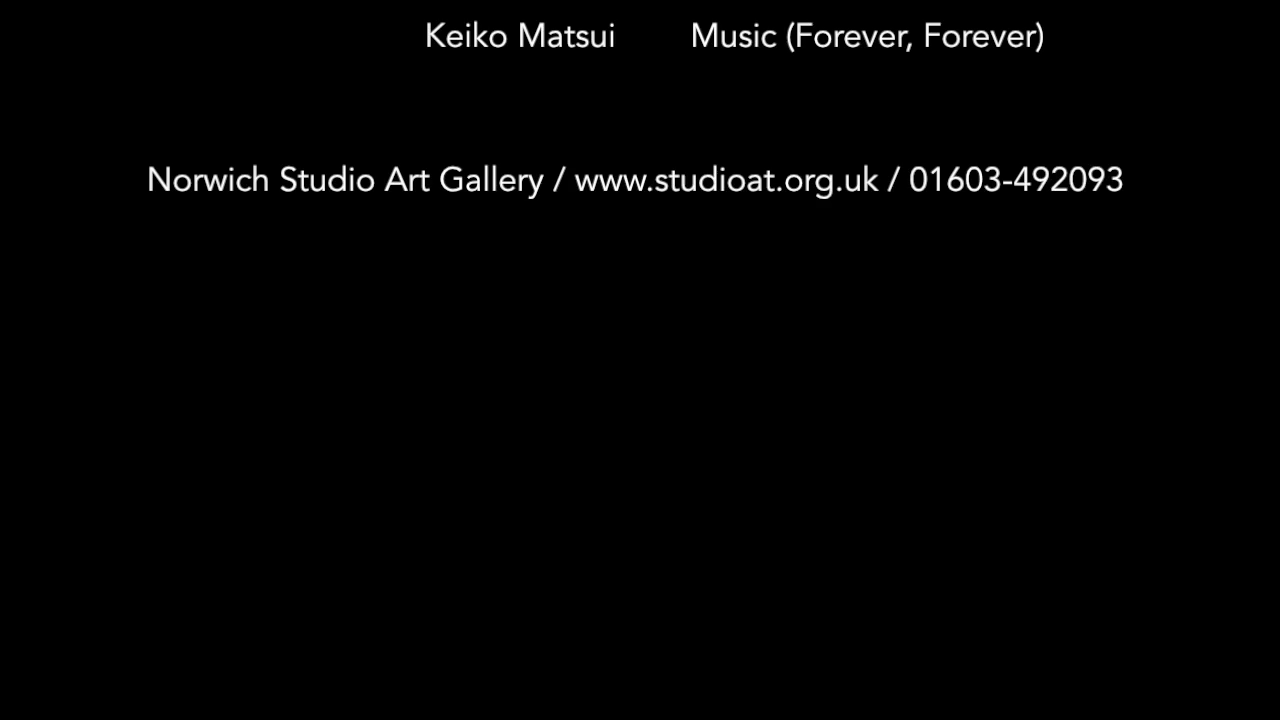 Keiko Matsui Music (Forever, Forever)
Norwich Studio Art Gallery / www.studioat.org.uk / 01603-492093